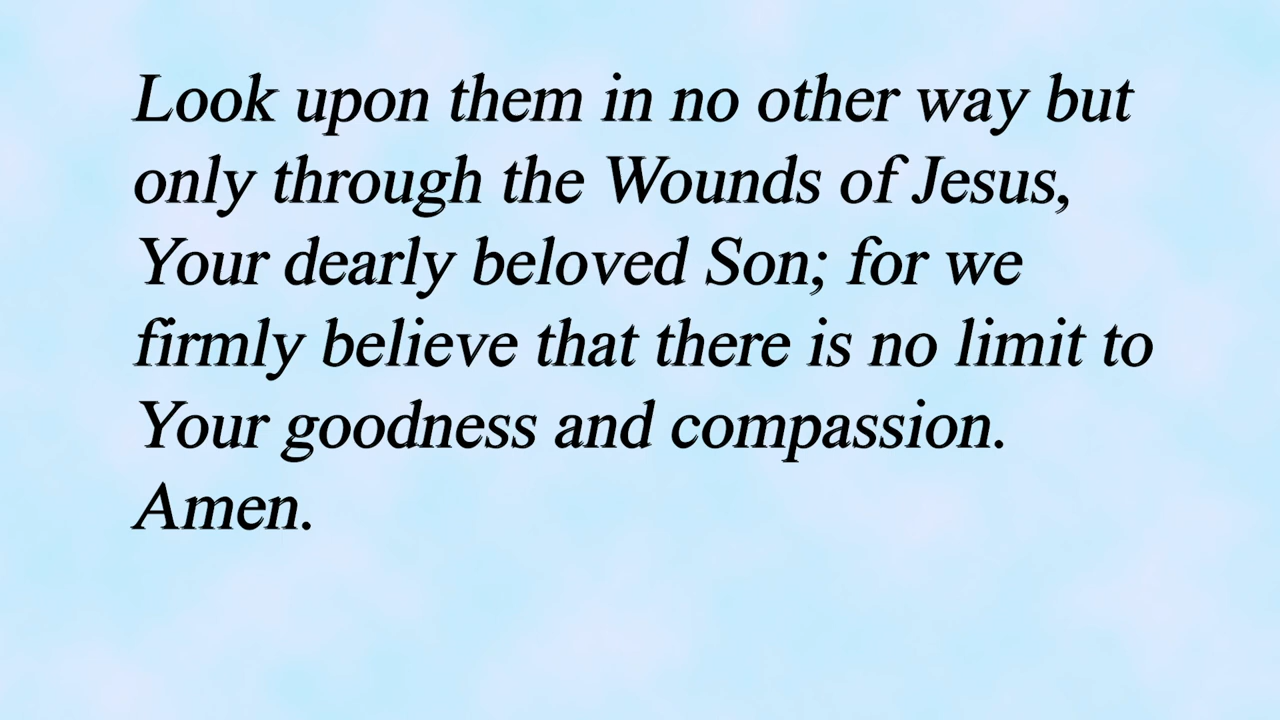 Look upon them in no other way but
only through the Wounds of Jesus,
Your dearly beloved Son; for we
firmly believe that there is no limit to
Your goodness and compassion.
Amen.